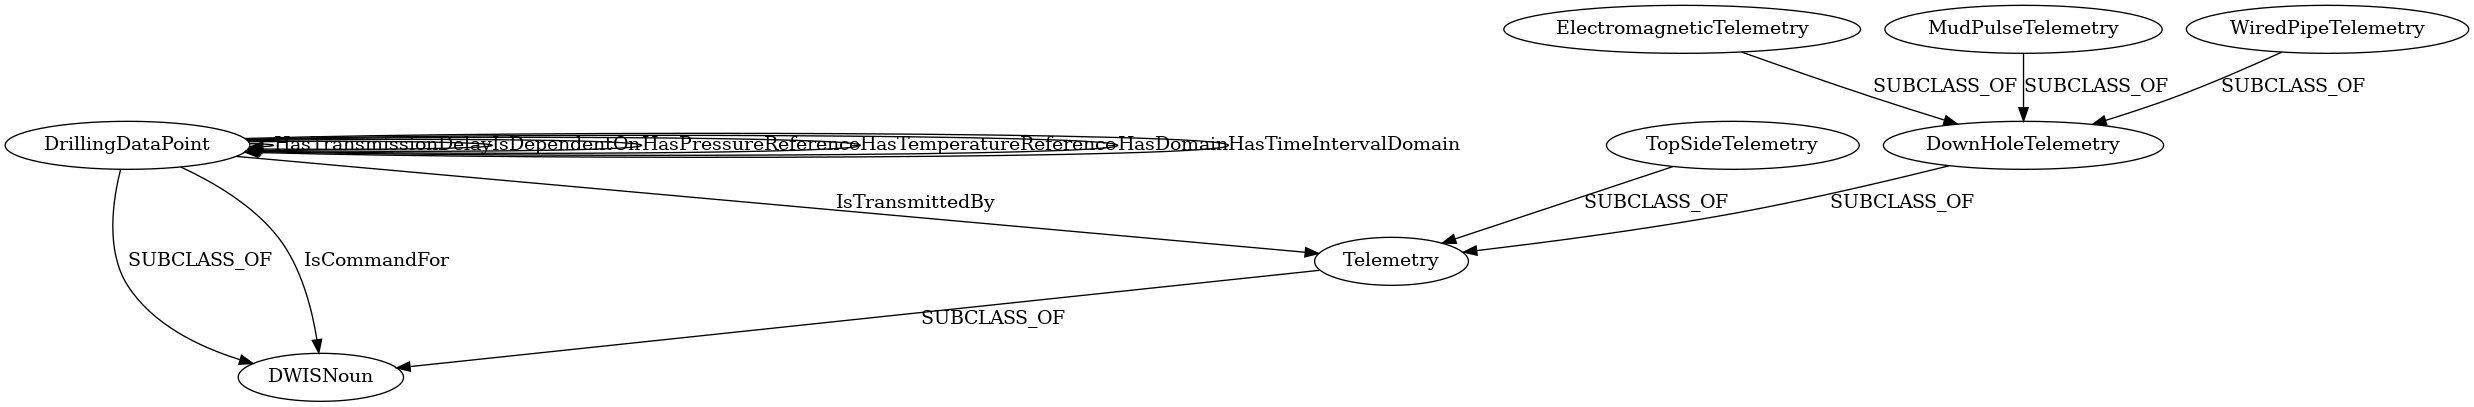 ElectromagneticTelemetry
MudPulseTelemetry
WiredPipeTelemetry
SUBCLASS_OF
SUBCLASS_OF
SUBCLASS_OF
DrillingDataPoint
HasTransmissionDelay
IsDependentOn
HasPressureReference
HasTemperatureReference
HasDomain
HasTimeIntervalDomain
TopSideTelemetry
DownHoleTelemetry
IsTransmittedBy
SUBCLASS_OF
SUBCLASS_OF
SUBCLASS_OF
IsCommandFor
Telemetry
SUBCLASS_OF
DWISNoun